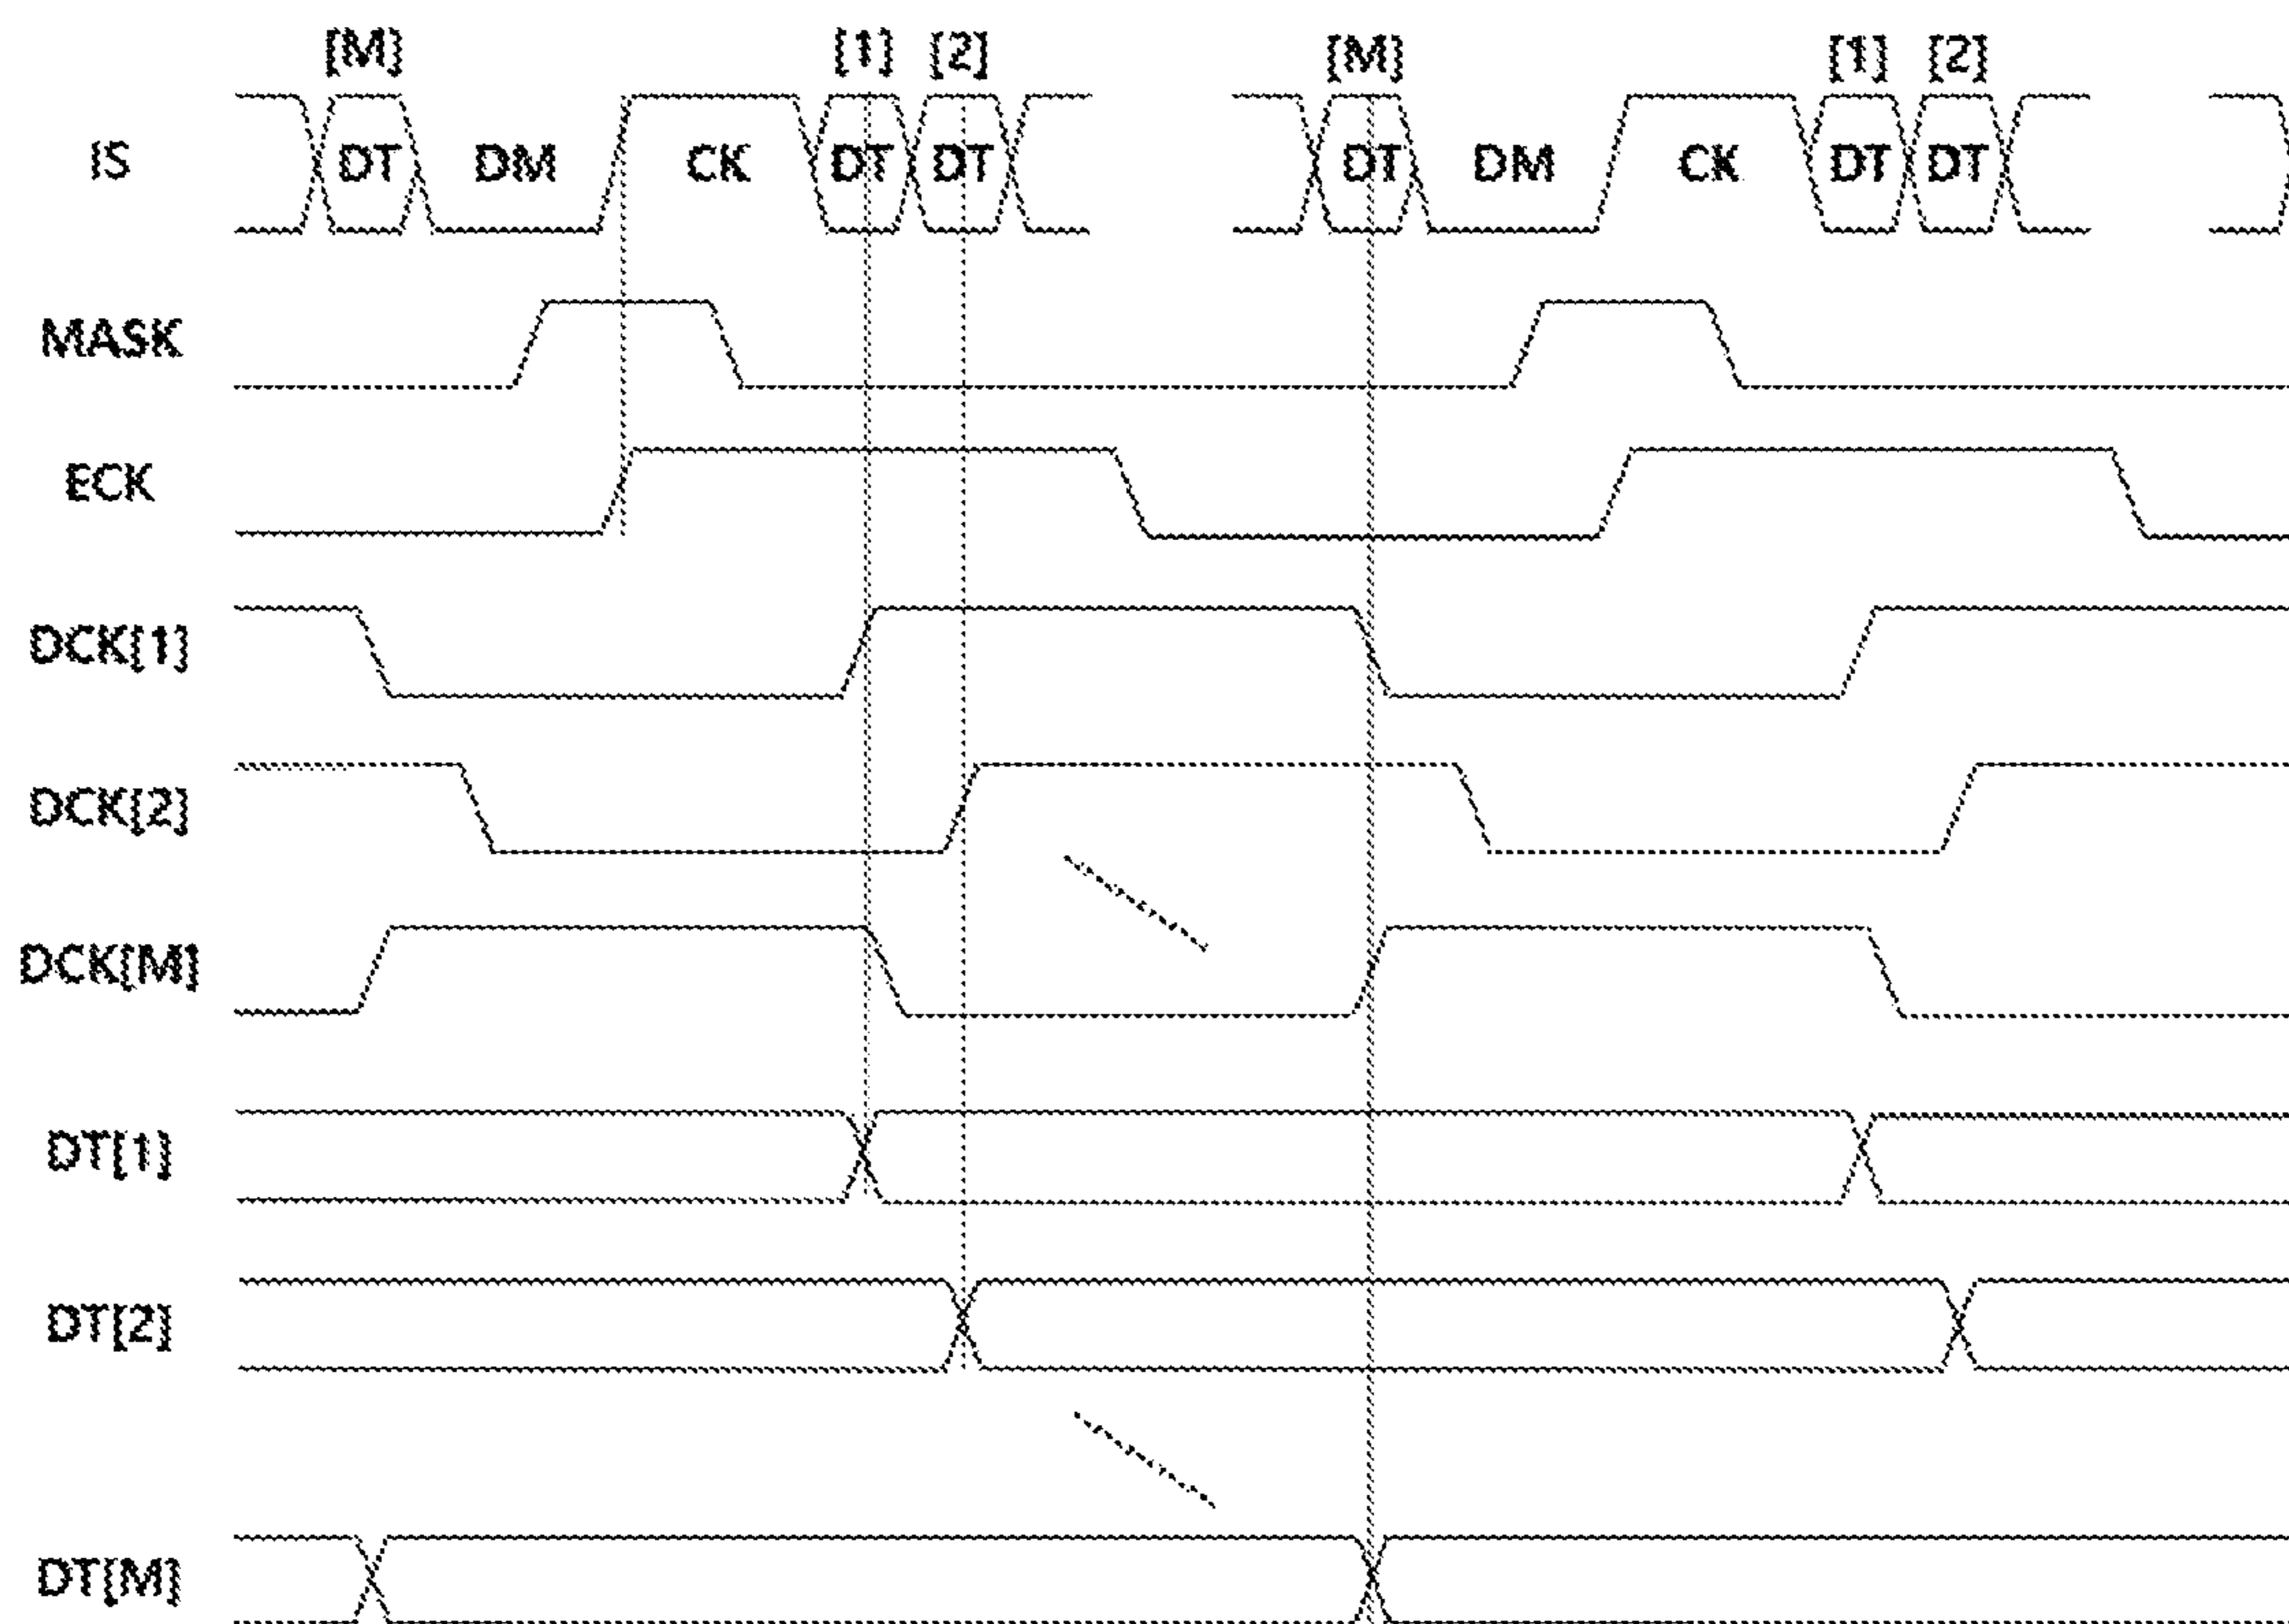 [M] [1] [2] [M] [1] [2]
IS DT DM CK DT DT DT DM CK DT DT
MASK
ECK
DCK[1]
DCK[2]
DCK[M]
DT[1]
DT[2]
DT[M]